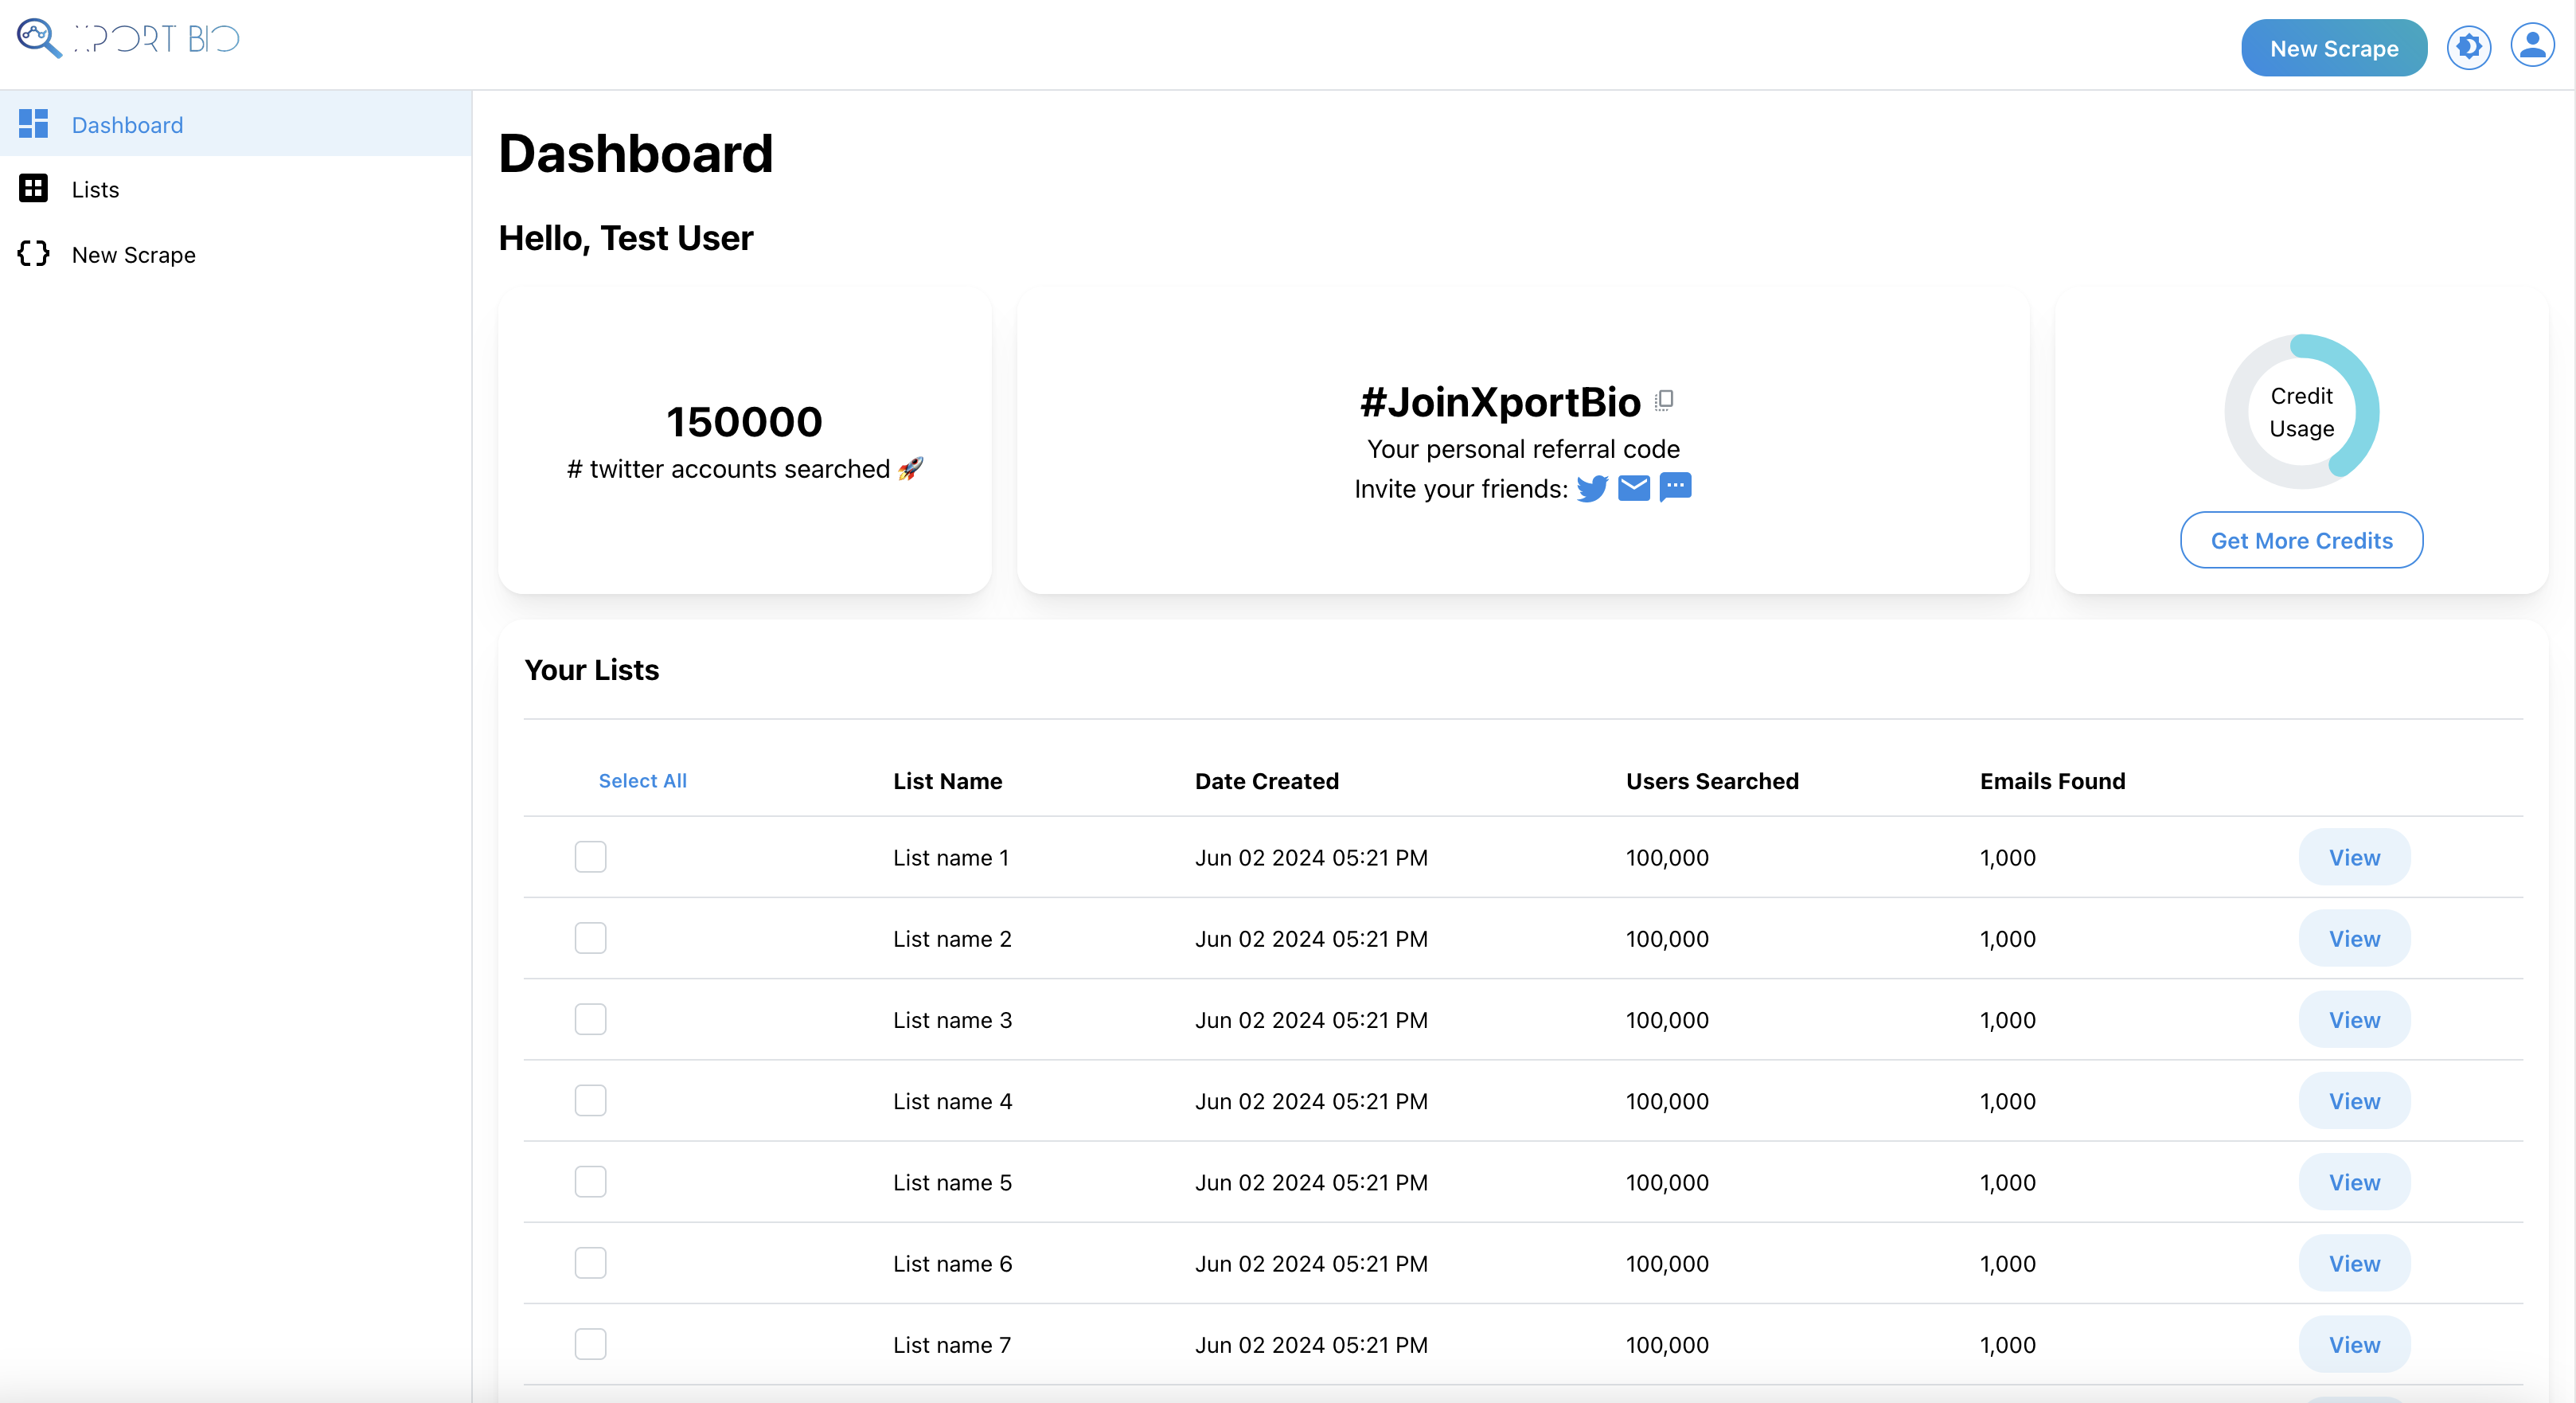 XPORT BIO
New Scrape
Dashboard
Lists
New Scrape
Dashboard
Hello, Test User
150000
# twitter accounts searched 🚀
#JoinXportBio
Your personal referral code
Invite your friends:
Credit
Usage
Get More Credits
Your Lists
Select All List Name Date Created Users Searched Emails Found
List name 1 Jun 02 2024 05:21 PM 100,000 1,000 View
List name 2 Jun 02 2024 05:21 PM 100,000 1,000 View
List name 3 Jun 02 2024 05:21 PM 100,000 1,000 View
List name 4 Jun 02 2024 05:21 PM 100,000 1,000 View
List name 5 Jun 02 2024 05:21 PM 100,000 1,000 View
List name 6 Jun 02 2024 05:21 PM 100,000 1,000 View
List name 7 Jun 02 2024 05:21 PM 100,000 1,000 View